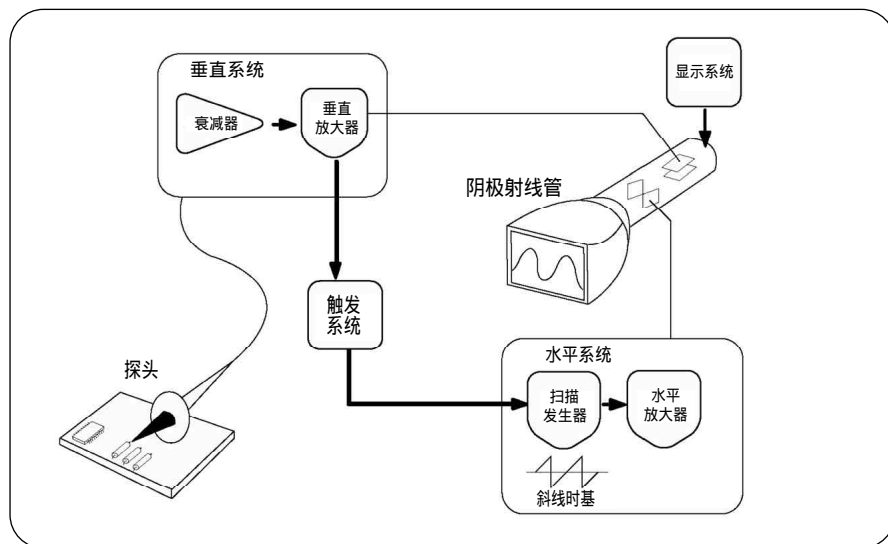 垂直系统
衰减器
垂直
放大器
显示系统
阴极射线管
触发
系统
探头
水平系统
扫描
发生器
水平
放大器
斜线时基